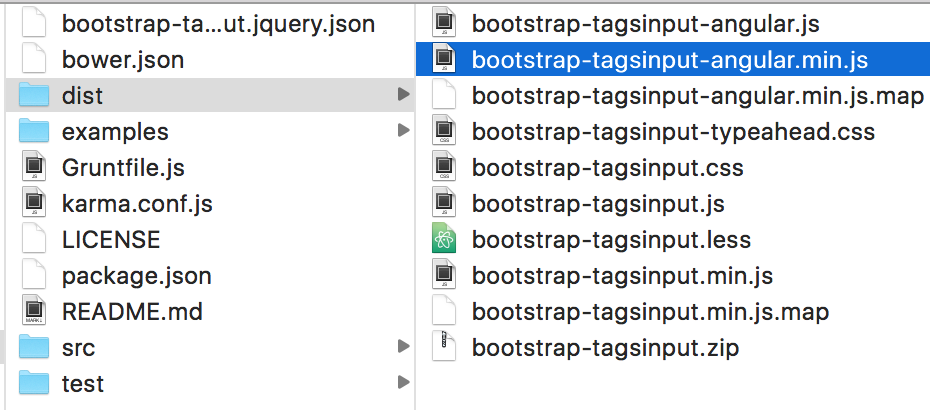 bootstrap-ta...ut.jquery.json
bower.json
dist
examples
Gruntfile.js
karma.conf.js
LICENSE
package.json
README.md
src
test
bootstrap-tagsinput-angular.js
bootstrap-tagsinput-angular.min.js
bootstrap-tagsinput-angular.min.js.map
bootstrap-tagsinput-typeahead.css
bootstrap-tagsinput.css
bootstrap-tagsinput.js
bootstrap-tagsinput.less
bootstrap-tagsinput.min.js
bootstrap-tagsinput.min.js.map
bootstrap-tagsinput.zip